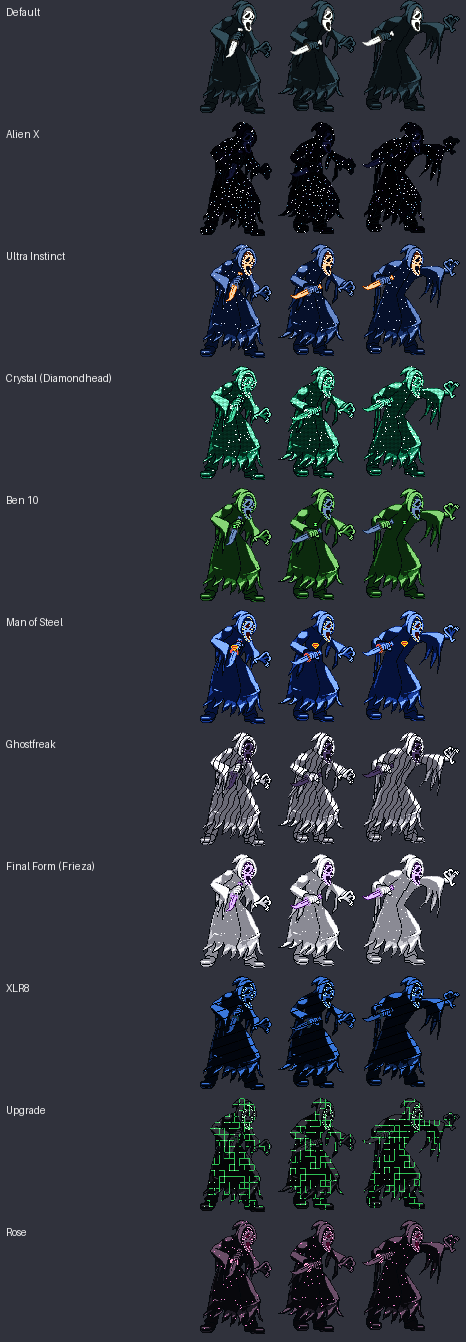 Default
Alien X
Ultra Instinct
Crystal (Diamondhead)
Ben 10
Man of Steel
Ghostfreak
Final Form (Frieza)
XLR8
Upgrade
Rose